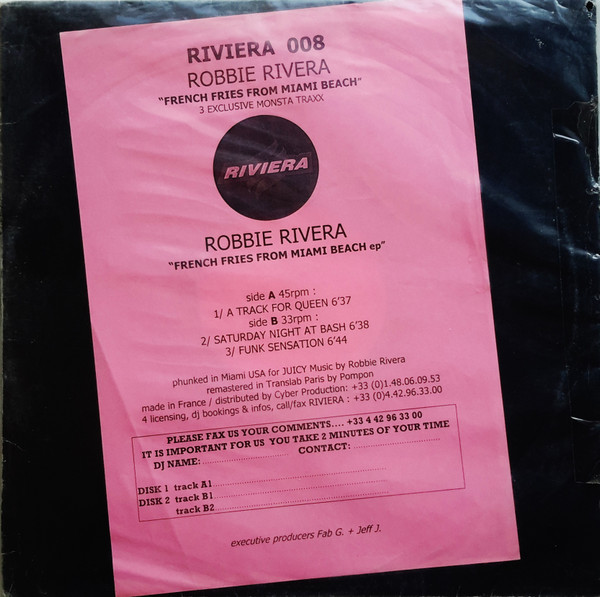 RIVIERA 008
ROBBIE RIVERA
"FRENCH FRIES FROM MIAMI BEACH"
3 EXCLUSIVE MONSTA TRAXX
RIVIERA
ROBBIE RIVERA
"FRENCH FRIES FROM MIAMI BEACH ep"
side A 45rpm :
1/ A TRACK FOR QUEEN 6'37
side B 33rpm :
2/ SATURDAY NIGHT AT BASH 6'38
3/ FUNK SENSATION 6'44
phunked in Miami USA for JUICY Music by Robbie Rivera
remastered in Translab Paris by Pompon
made in France / distributed by Cyber Production: +33 (0)1.48.06.09.53
4 licensing, dj bookings & infos, call/fax RIVIERA : +33 (0)4.42.96.33.00
PLEASE FAX US YOUR COMMENTS.... +33 4 42 96 33 00
IT IS IMPORTANT FOR US YOU TAKE 2 MINUTES OF YOUR TIME
DJ NAME:.............................. CONTACT: ..............................
DISK 1 track A1..............................
DISK 2 track B1..............................
track B2..............................
executive producers Fab G. + Jeff J.